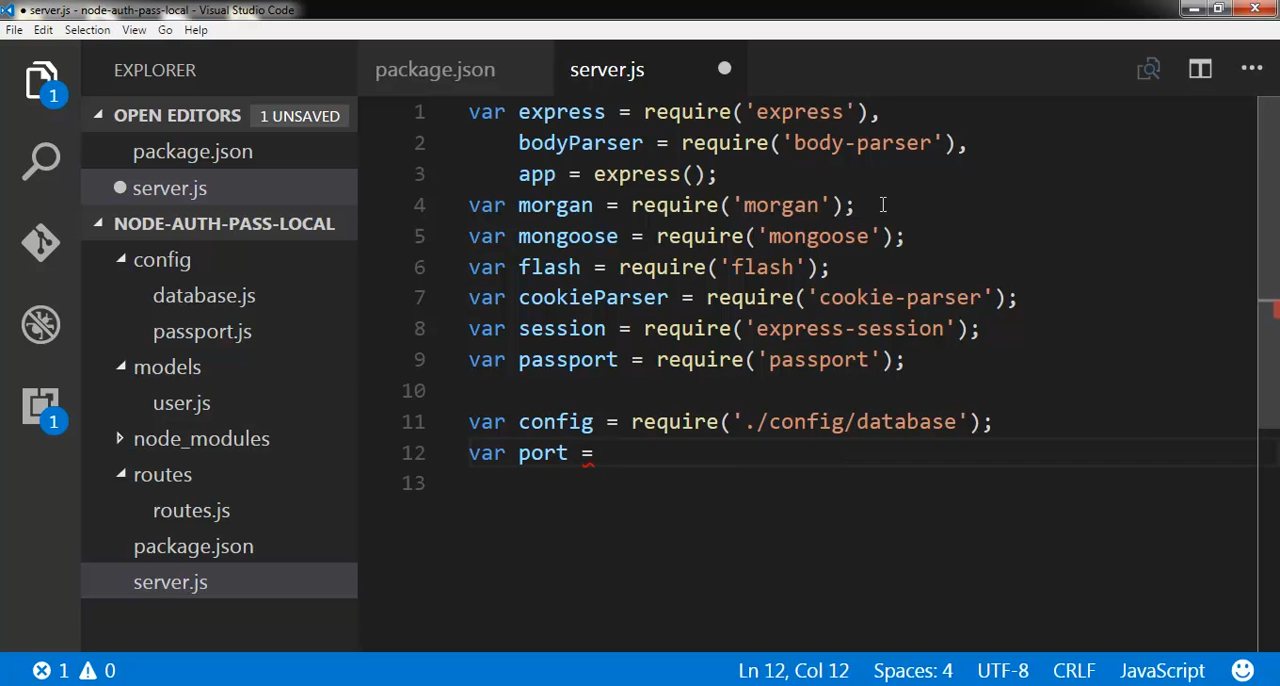 ● server.js - node-auth-pass-local - Visual Studio Code
File Edit Selection View Go Help
EXPLORER
OPEN EDITORS 1 UNSAVED
package.json
server.js
NODE-AUTH-PASS-LOCAL
config
database.js
passport.js
models
user.js
node_modules
routes
routes.js
package.json
server.js
1
1
package.json server.js
1 var express = require('express'),
2 bodyParser = require('body-parser'),
3 app = express();
4 var morgan = require('morgan');
5 var mongoose = require('mongoose');
6 var flash = require('flash');
7 var cookieParser = require('cookie-parser');
8 var session = require('express-session');
9 var passport = require('passport');
10
11 var config = require('./config/database');
12 var port =
13
1 0 Ln 12, Col 12 Spaces: 4 UTF-8 CRLF JavaScript